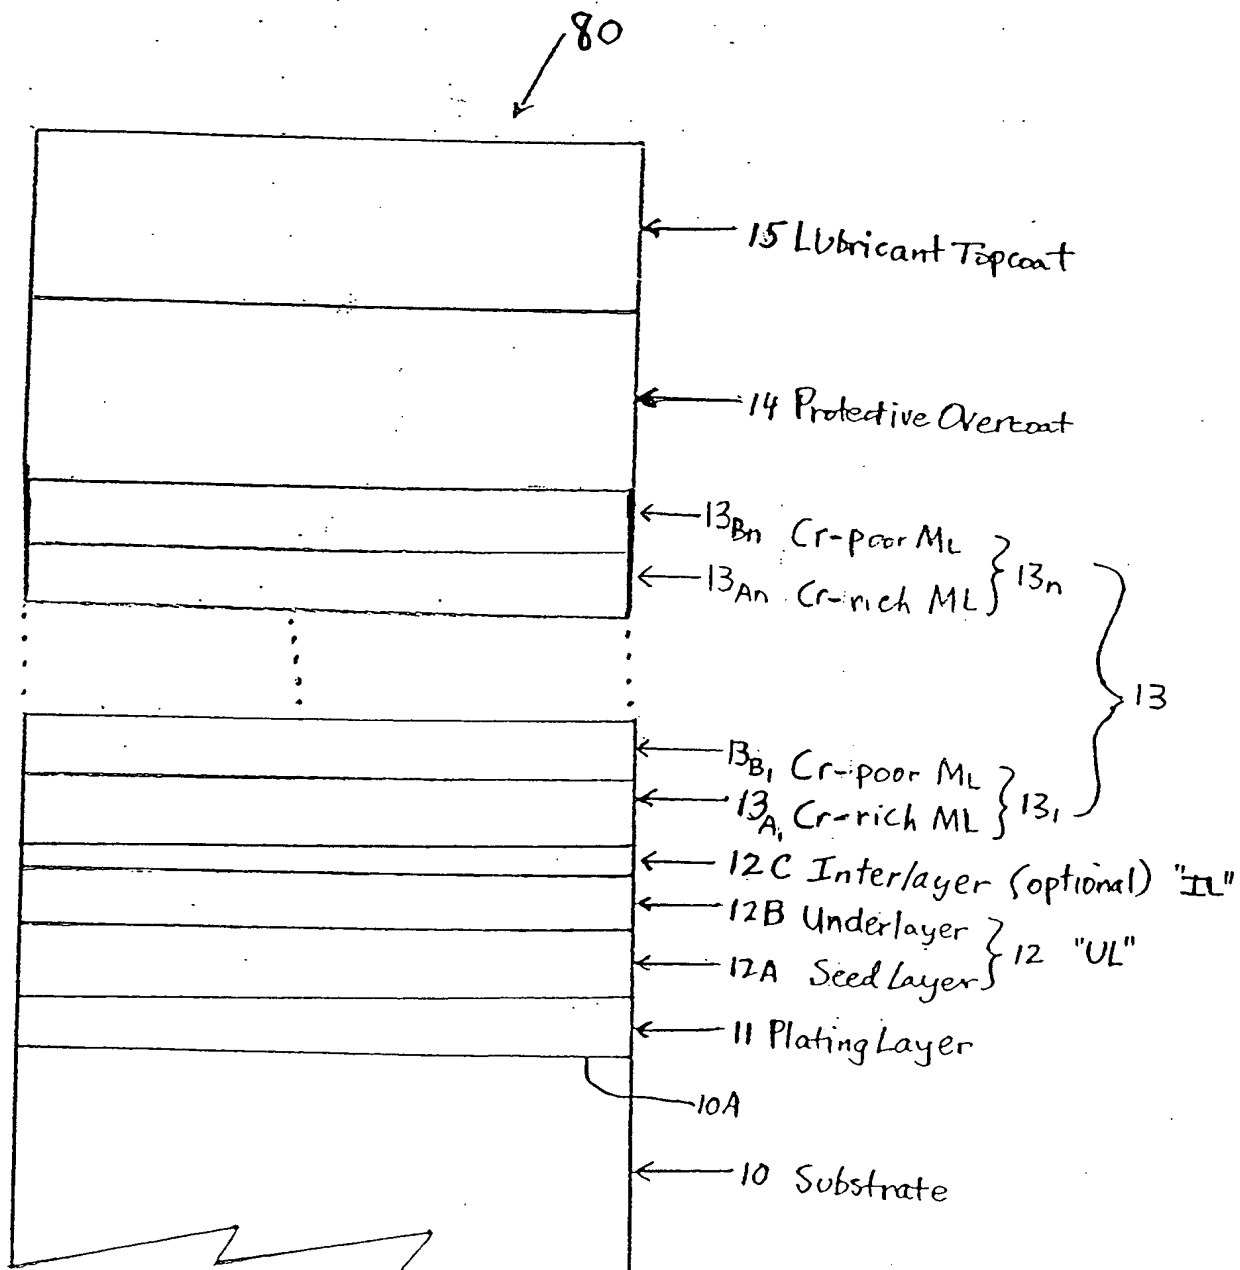 80
15 Lubricant Topcoat
14 Protective Overcoat
13Bn Cr-poor ML
13An Cr-rich ML } 13n
13
13B1 Cr-poor ML
13A1 Cr-rich ML } 131
12C Interlayer (optional) "IL"
12B Underlayer
12A Seed Layer } 12 "UL"
11 Plating Layer
10A
10 Substrate